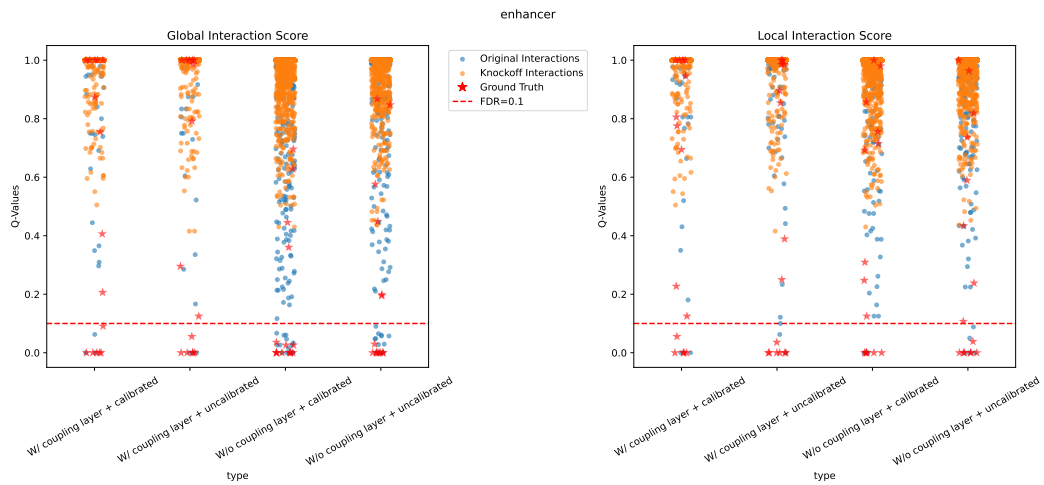 enhancer
Global Interaction Score
Q-Values
1.0
0.8
0.6
0.4
0.2
0.0
W/ coupling layer + calibrated
W/ coupling layer + uncalibrated
W/o coupling layer + calibrated
W/o coupling layer + uncalibrated
type
Original Interactions
Knockoff Interactions
Ground Truth
FDR=0.1
Local Interaction Score
Q-Values
1.0
0.8
0.6
0.4
0.2
0.0
W/ coupling layer + calibrated
W/ coupling layer + uncalibrated
W/o coupling layer + calibrated
W/o coupling layer + uncalibrated
type